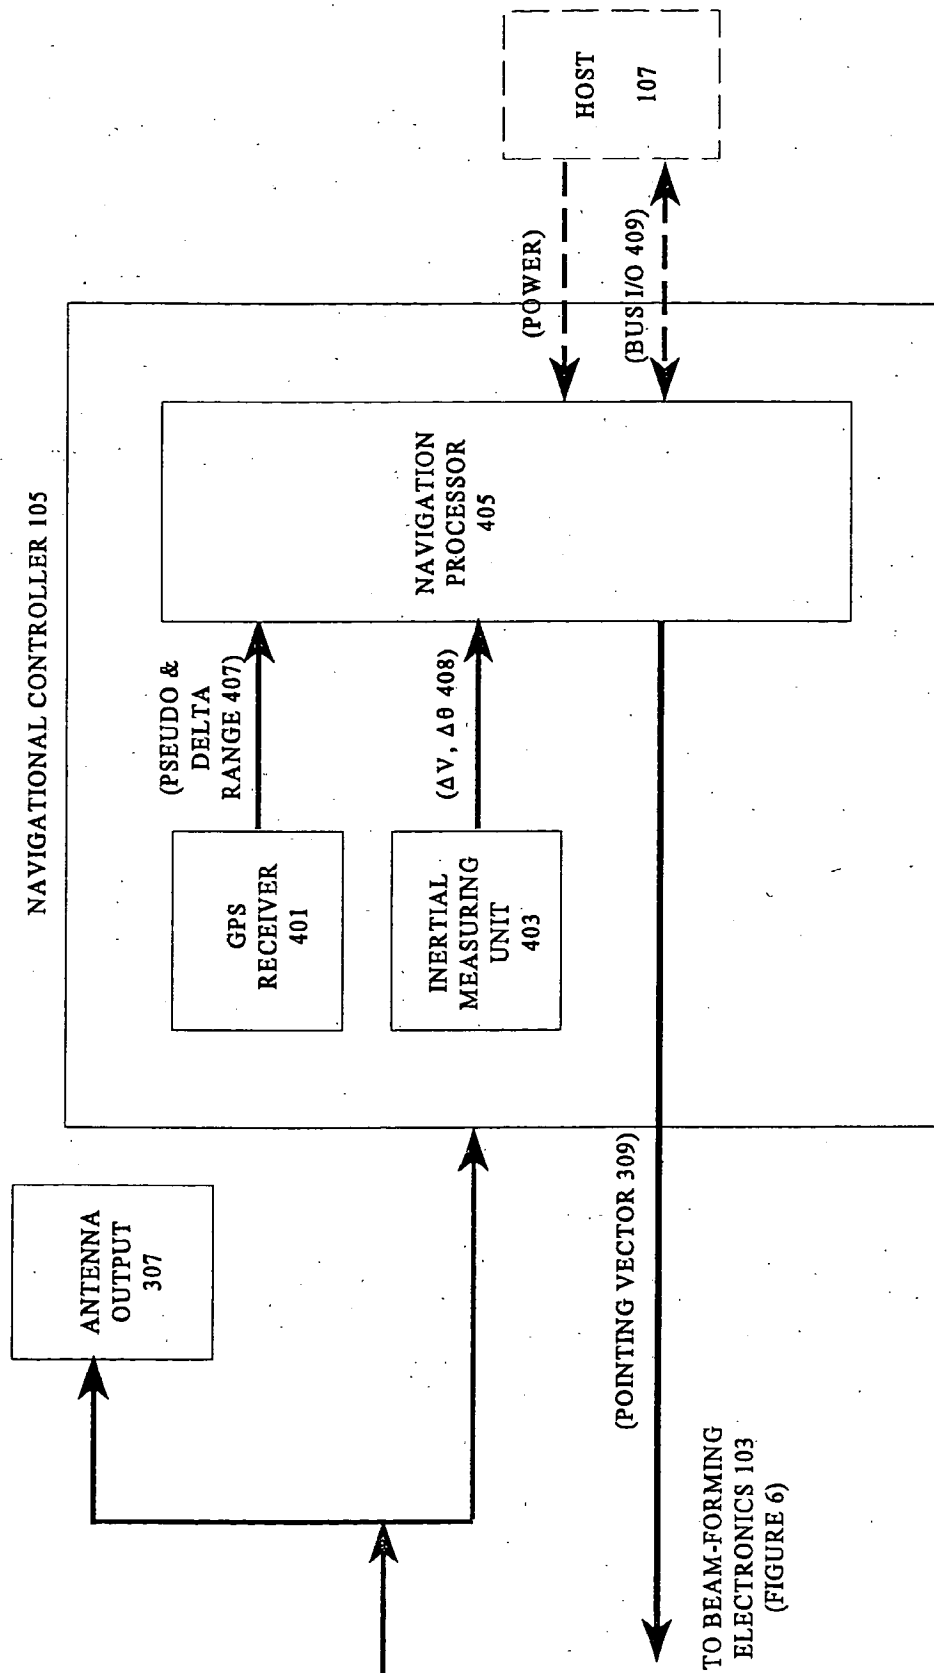 NAVIGATIONAL CONTROLLER 105
ANTENNA
OUTPUT
307
GPS
RECEIVER
401
(PSEUDO &
DELTA
RANGE 407)
INERTIAL
MEASURING
UNIT
403
(ΔV, Δθ 408)
NAVIGATION
PROCESSOR
405
(POWER)
(BUS I/O 409)
HOST
107
(POINTING VECTOR 309)
TO BEAM-FORMING
ELECTRONICS 103
(FIGURE 6)